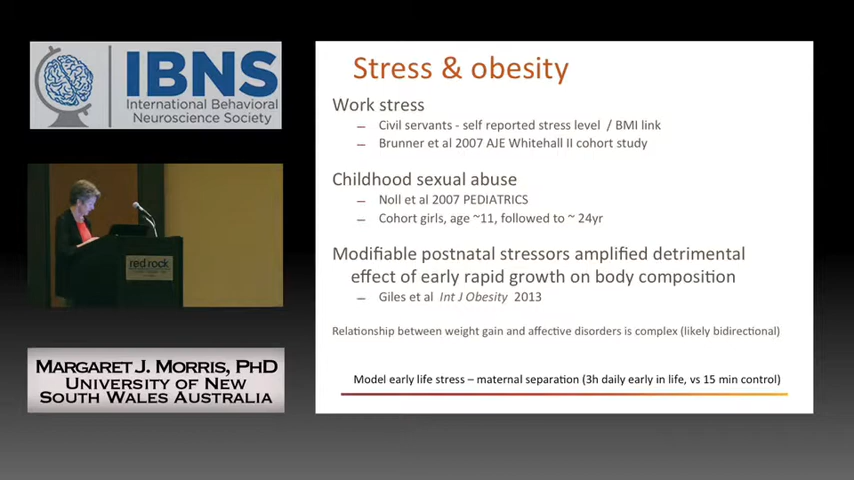 IBNS
International Behavioral
Neuroscience Society
red rock
MARGARET J. MORRIS, PHD
UNIVERSITY OF NEW
SOUTH WALES AUSTRALIA
Stress & obesity
Work stress
– Civil servants - self reported stress level / BMI link
– Brunner et al 2007 AJE Whitehall II cohort study
Childhood sexual abuse
– Noll et al 2007 PEDIATRICS
– Cohort girls, age ~11, followed to ~ 24yr
Modifiable postnatal stressors amplified detrimental
effect of early rapid growth on body composition
– Giles et al Int J Obesity 2013
Relationship between weight gain and affective disorders is complex (likely bidirectional)
Model early life stress – maternal separation (3h daily early in life, vs 15 min control)